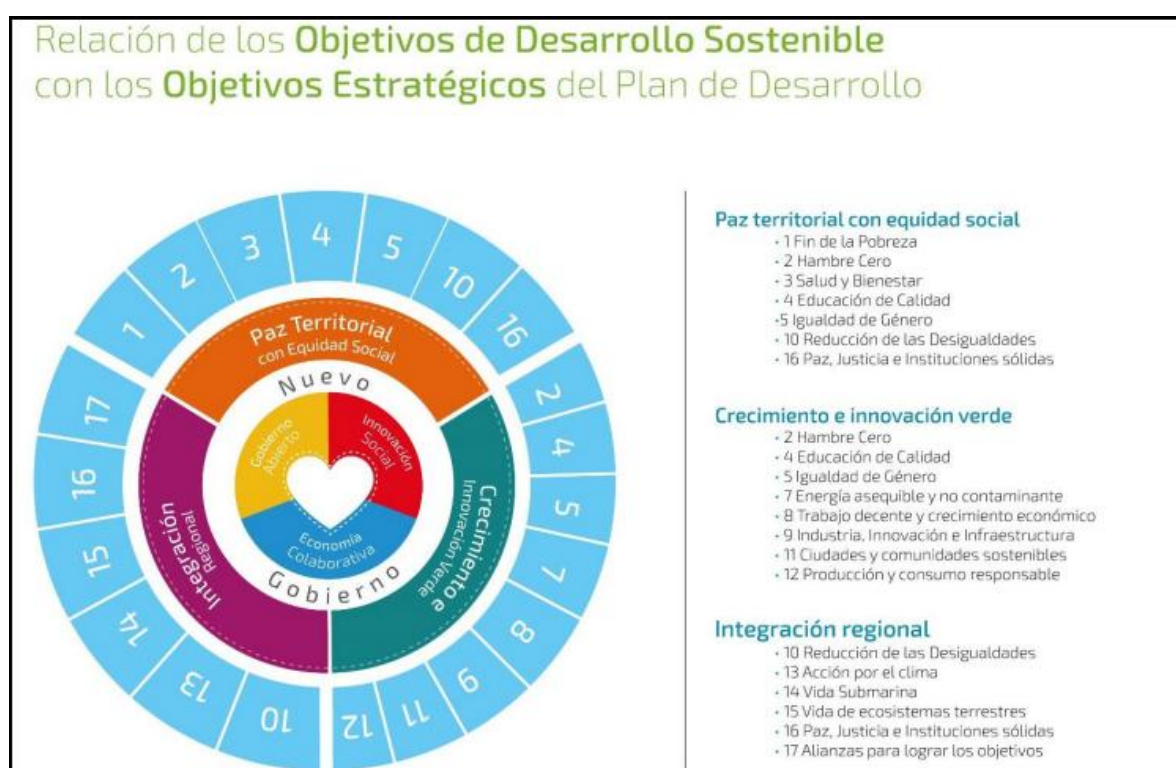 Relación de los Objetivos de Desarrollo Sostenible
con los Objetivos Estratégicos del Plan de Desarrollo
1
2
3
4
5
10
16
2
4
5
7
8
9
11
12
10
13
14
15
16
17
Paz Territorial
con Equidad Social
Crecimiento e
Innovación Verde
Integración
Regional
Nuevo
Gobierno
Gobierno
Abierto
Innovación
Social
Economía
Colaborativa
Paz territorial con equidad social
• 1 Fin de la Pobreza
• 2 Hambre Cero
• 3 Salud y Bienestar
• 4 Educación de Calidad
•5 Igualdad de Género
• 10 Reducción de las Desigualdades
• 16 Paz, Justicia e Instituciones sólidas
Crecimiento e innovación verde
• 2 Hambre Cero
• 4 Educación de Calidad
• 5 Igualdad de Género
• 7 Energía asequible y no contaminante
• 8 Trabajo decente y crecimiento económico
• 9 Industria, Innovación e Infraestructura
• 11 Ciudades y comunidades sostenibles
• 12 Producción y consumo responsable
Integración regional
• 10 Reducción de las Desigualdades
• 13 Acción por el clima
• 14 Vida Submarina
• 15 Vida de ecosistemas terrestres
• 16 Paz, Justicia e Instituciones sólidas
• 17 Alianzas para lograr los objetivos